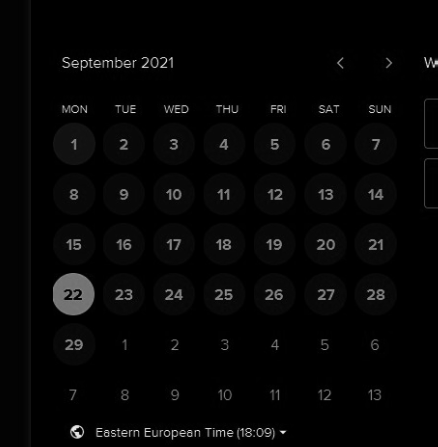 September 2021
W
MON TUE WED THU FRI SAT SUN
1 2 3 4 5 6 7
8 9 10 11 12 13 14
15 16 17 18 19 20 21
22 23 24 25 26 27 28
29 1 2 3 4 5 6
7 8 9 10 11 12 13
Eastern European Time (18:09)